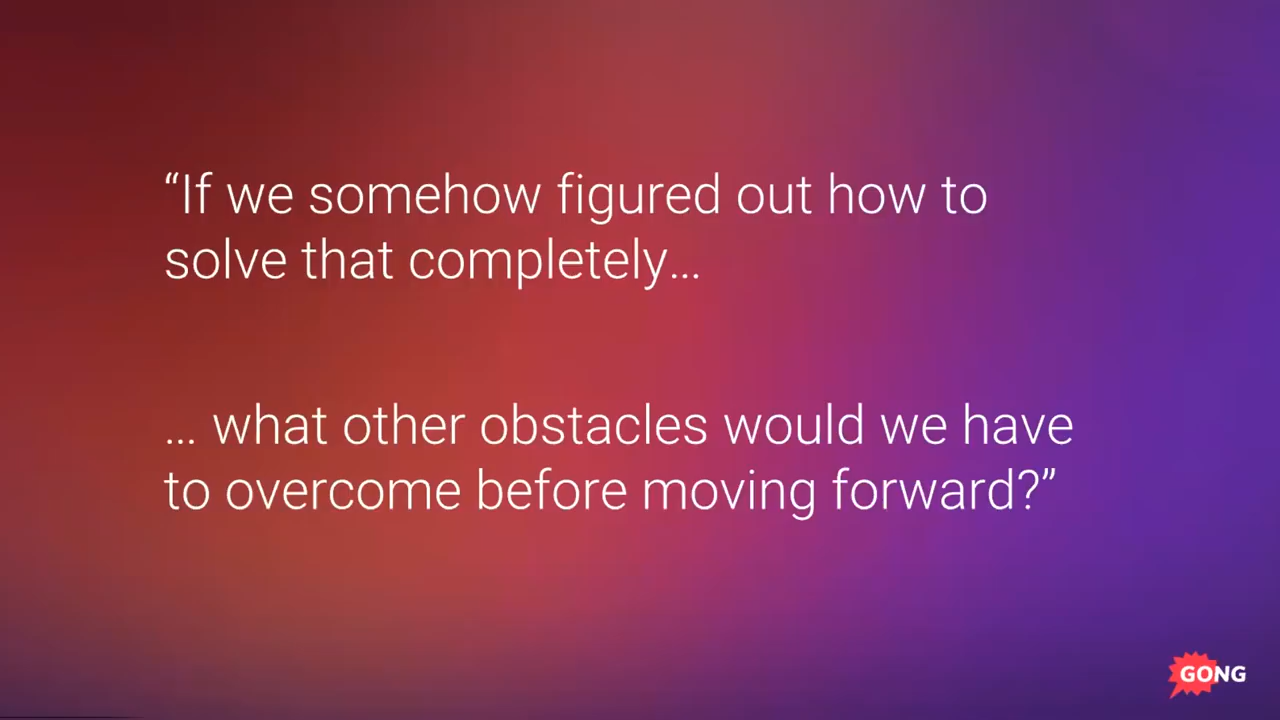 “If we somehow figured out how to
solve that completely...
... what other obstacles would we have
to overcome before moving forward?”
GONG